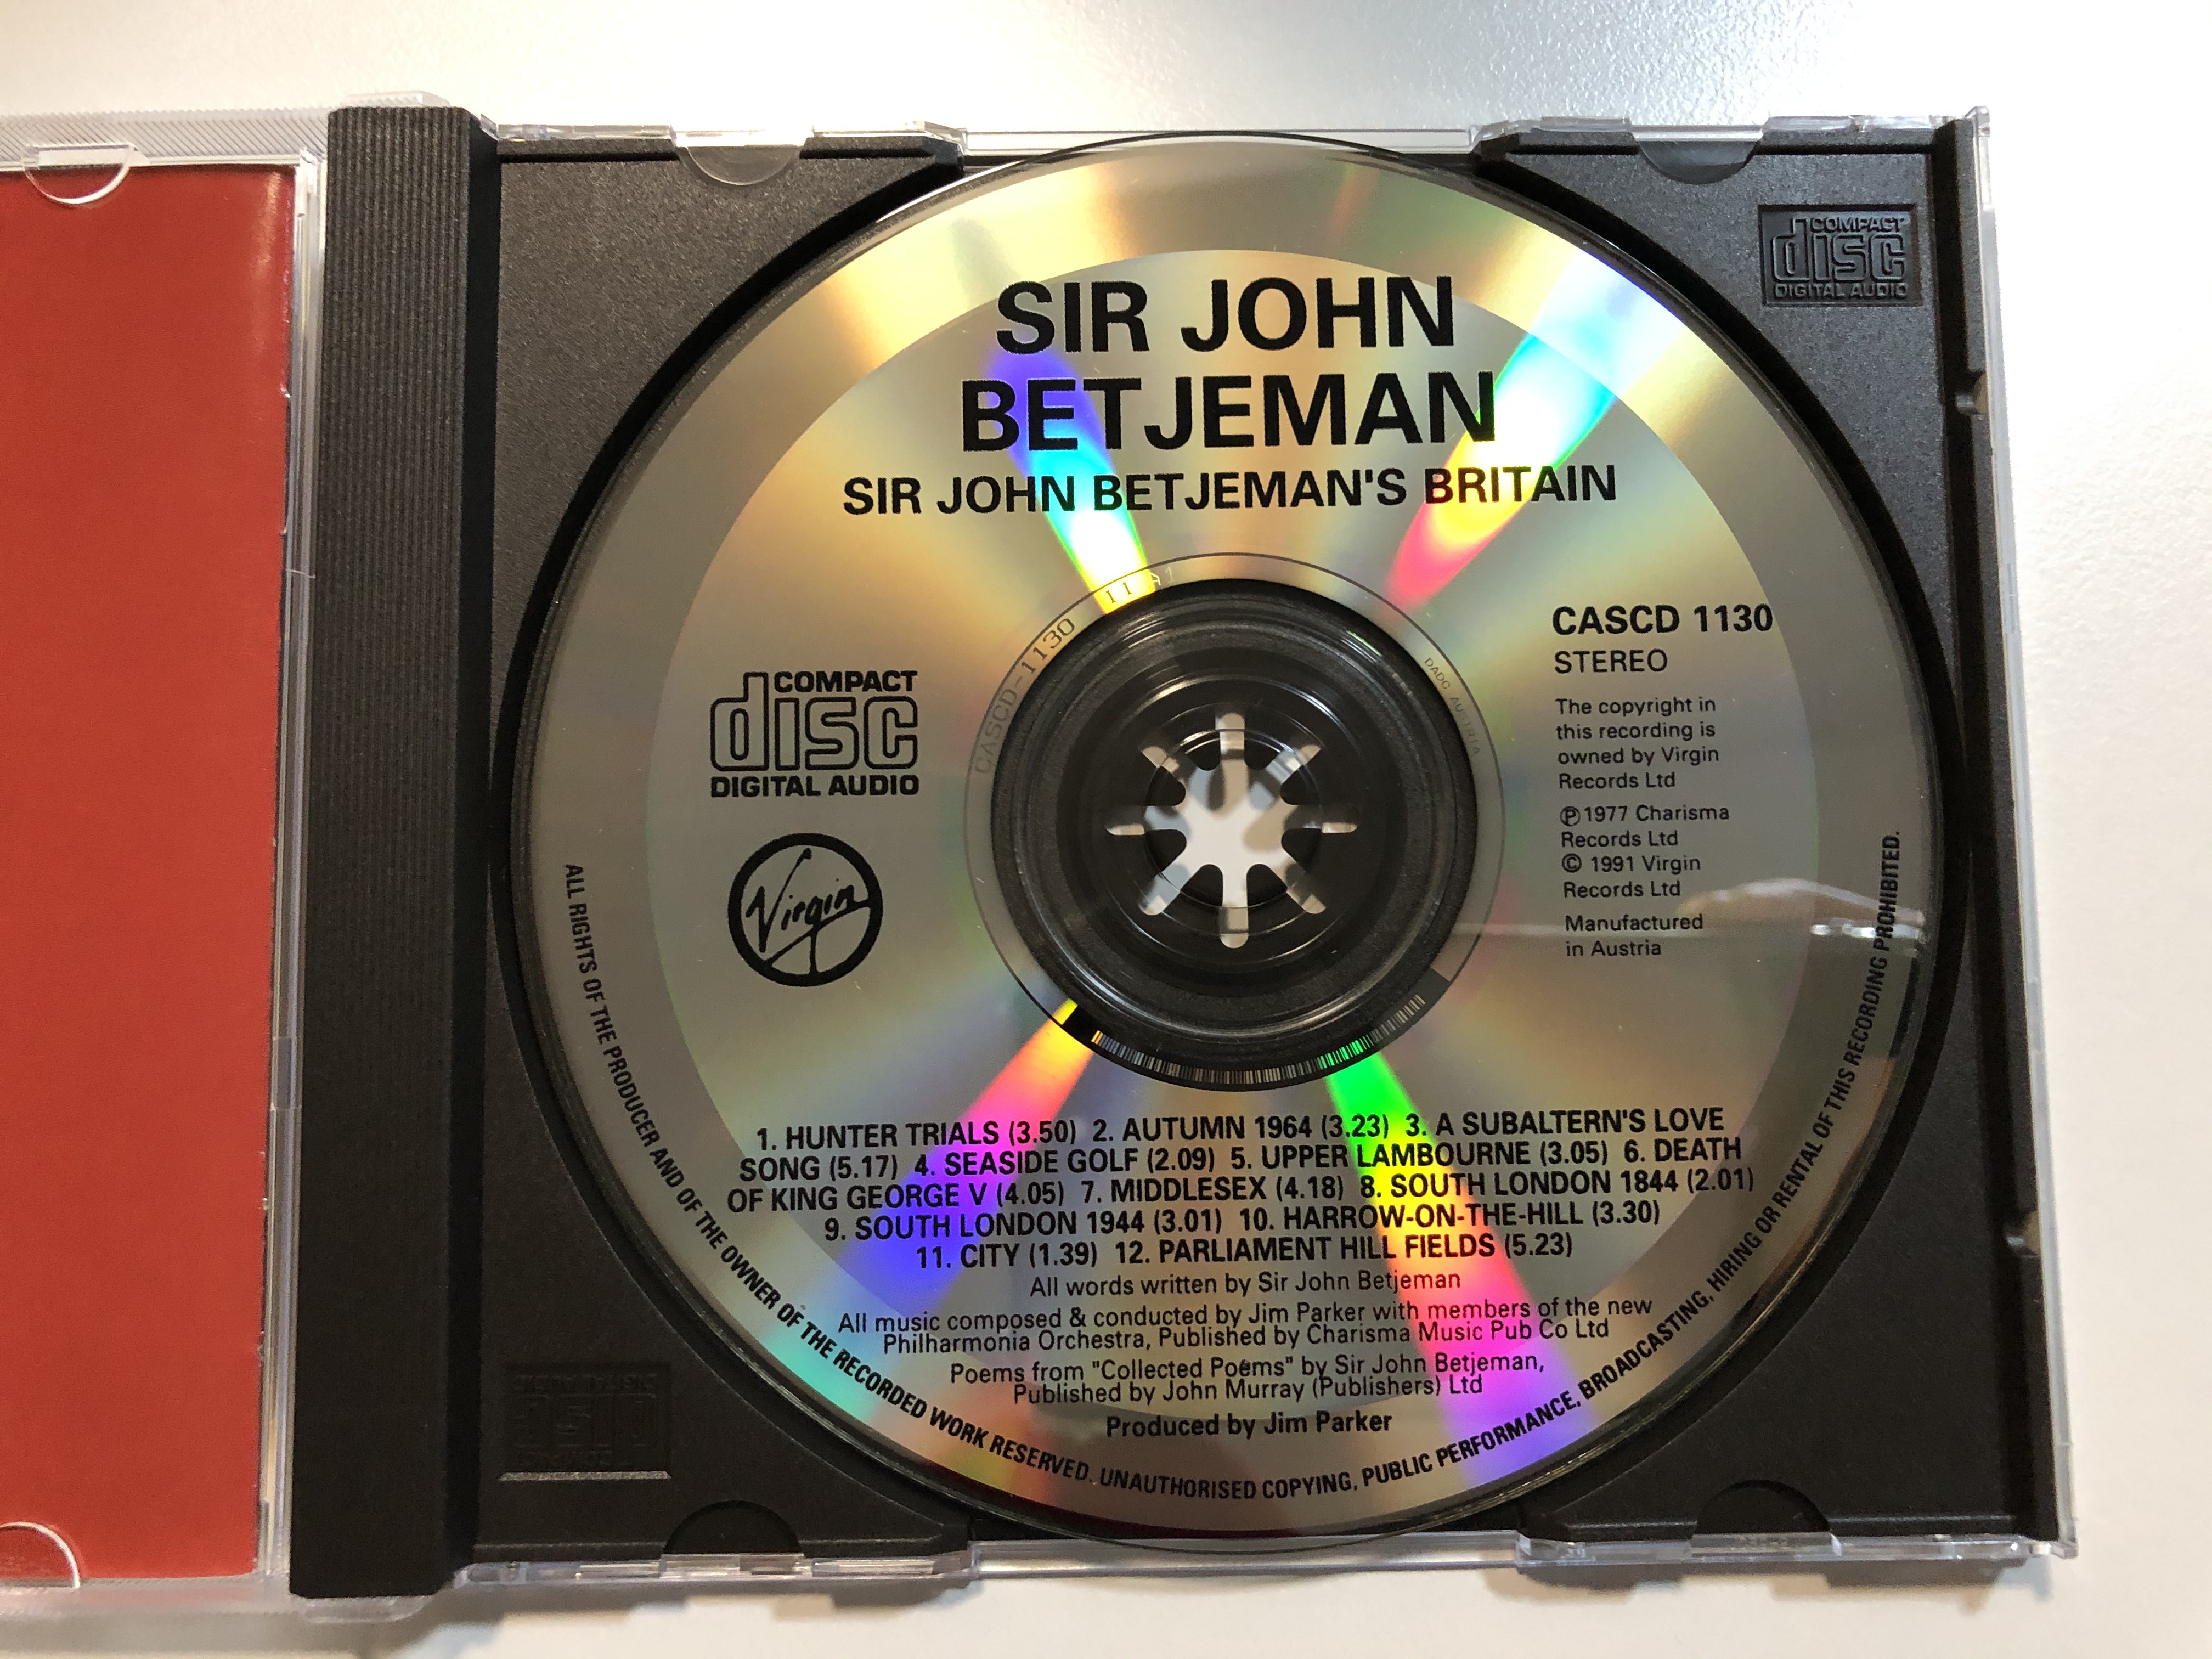 SIR JOHN
BETJEMAN
SIR JOHN BETJEMAN'S BRITAIN
COMPACT
disc
DIGITAL AUDIO
CASCD-1130
11 A1
DADC AUSTRIA
CASCD 1130
STEREO
The copyright in
this recording is
owned by Virgin
Records Ltd
℗1977 Charisma
Records Ltd
© 1991 Virgin
Records Ltd
Manufactured
in Austria
COMPACT
disc
DIGITAL AUDIO
Virgin
1. HUNTER TRIALS (3.50) 2. AUTUMN 1964 (3.23) 3. A SUBALTERN'S LOVE
SONG (5.17) 4. SEASIDE GOLF (2.09) 5. UPPER LAMBOURNE (3.05) 6. DEATH
OF KING GEORGE V (4.05) 7. MIDDLESEX (4.18) 8. SOUTH LONDON 1844 (2.01)
9. SOUTH LONDON 1944 (3.01) 10. HARROW-ON-THE-HILL (3.30)
11. CITY (1.39) 12. PARLIAMENT HILL FIELDS (5.23)
All words written by Sir John Betjeman
All music composed & conducted by Jim Parker with members of the new
Philharmonia Orchestra, Published by Charisma Music Pub Co Ltd
Poems from "Collected Poems" by Sir John Betjeman,
Published by John Murray (Publishers) Ltd
Produced by Jim Parker
ALL RIGHTS OF THE PRODUCER AND OF THE OWNER OF THE RECORDED WORK RESERVED. UNAUTHORISED COPYING, PUBLIC PERFORMANCE, BROADCASTING, HIRING OR RENTAL OF THIS RECORDING PROHIBITED.
COMPACT
disc
DIGITAL AUDIO